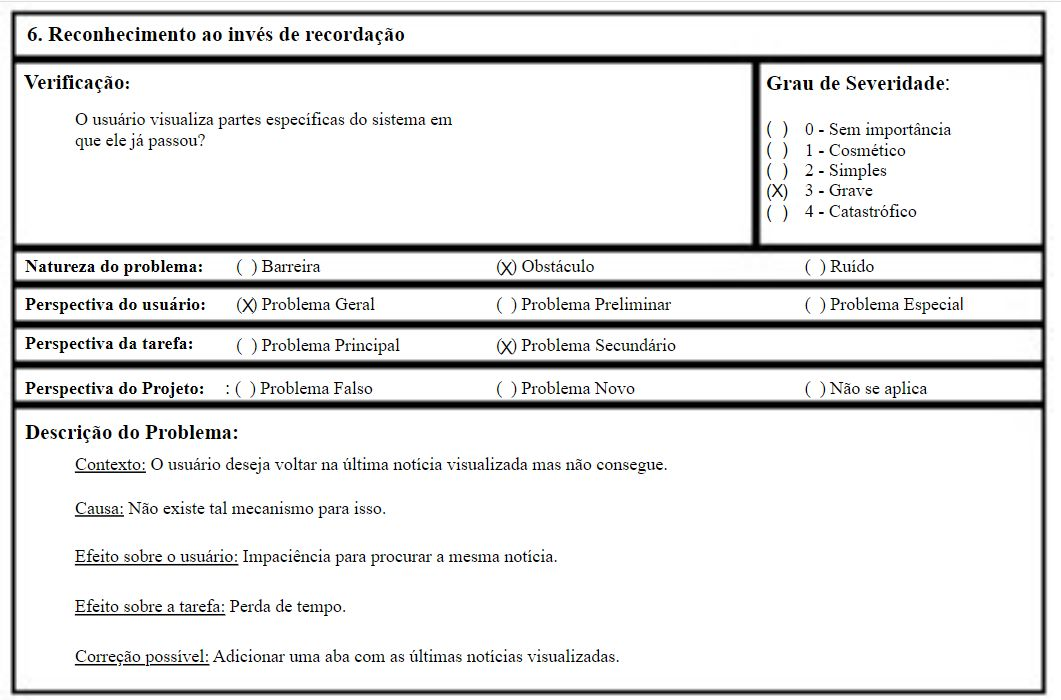 6. Reconhecimento ao invés de recordação
Verificação:
O usuário visualiza partes específicas do sistema em
que ele já passou?
Grau de Severidade:
( ) 0 - Sem importância
( ) 1 - Cosmético
( ) 2 - Simples
(X) 3 - Grave
( ) 4 - Catastrófico
Natureza do problema: ( ) Barreira (X) Obstáculo ( ) Ruído
Perspectiva do usuário: (X) Problema Geral ( ) Problema Preliminar ( ) Problema Especial
Perspectiva da tarefa: ( ) Problema Principal (X) Problema Secundário
Perspectiva do Projeto: : ( ) Problema Falso ( ) Problema Novo ( ) Não se aplica
Descrição do Problema:
Contexto: O usuário deseja voltar na última notícia visualizada mas não consegue.
Causa: Não existe tal mecanismo para isso.
Efeito sobre o usuário: Impaciência para procurar a mesma notícia.
Efeito sobre a tarefa: Perda de tempo.
Correção possível: Adicionar uma aba com as últimas notícias visualizadas.